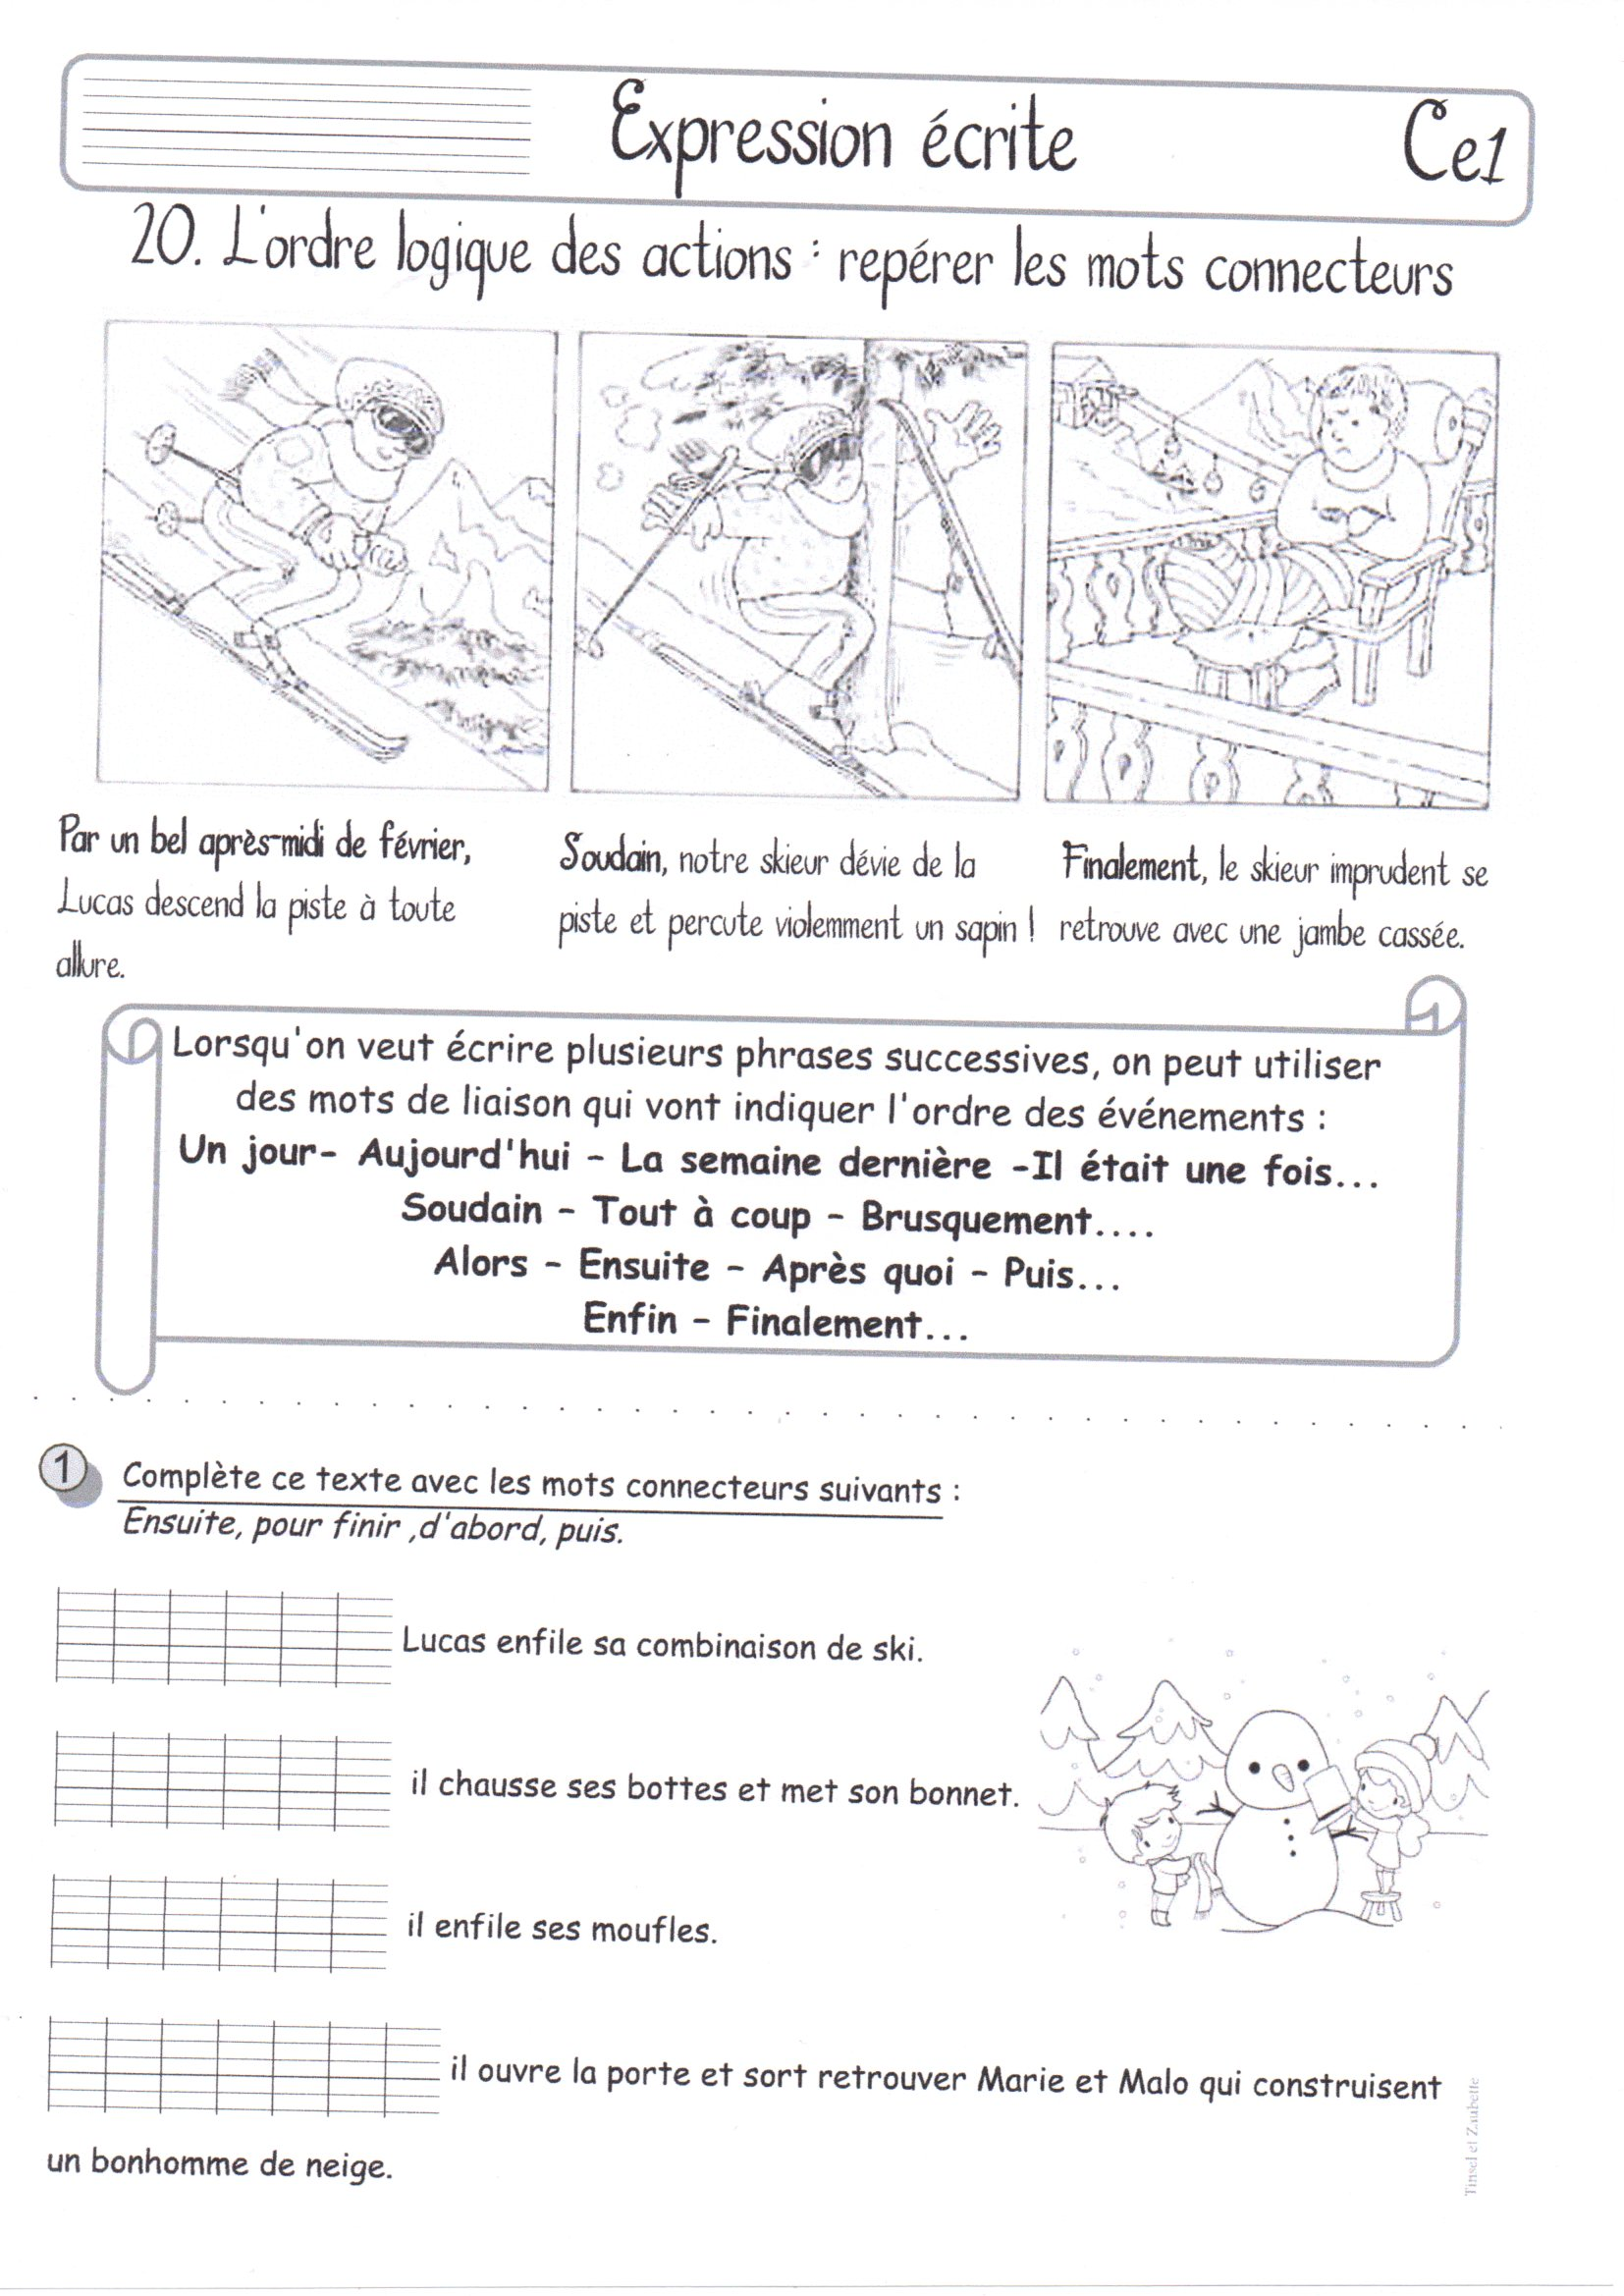 Expression écrite
Ce1
20. L'ordre logique des actions : repérer les mots connecteurs
Par un bel après-midi de février,
Lucas descend la piste à toute
allure.
Soudain, notre skieur dévie de la
piste et percute violemment un sapin !
Finalement, le skieur imprudent se
retrouve avec une jambe cassée.
Lorsqu'on veut écrire plusieurs phrases successives, on peut utiliser
des mots de liaison qui vont indiquer l'ordre des événements :
Un jour- Aujourd'hui – La semaine dernière -Il était une fois...
Soudain – Tout à coup – Brusquement....
Alors – Ensuite – Après quoi – Puis...
Enfin – Finalement...
1 Complète ce texte avec les mots connecteurs suivants :
Ensuite, pour finir ,d'abord, puis.
Lucas enfile sa combinaison de ski.
il chausse ses bottes et met son bonnet.
il enfile ses moufles.
il ouvre la porte et sort retrouver Marie et Malo qui construisent
un bonhomme de neige.
Tinsel et Zaubette